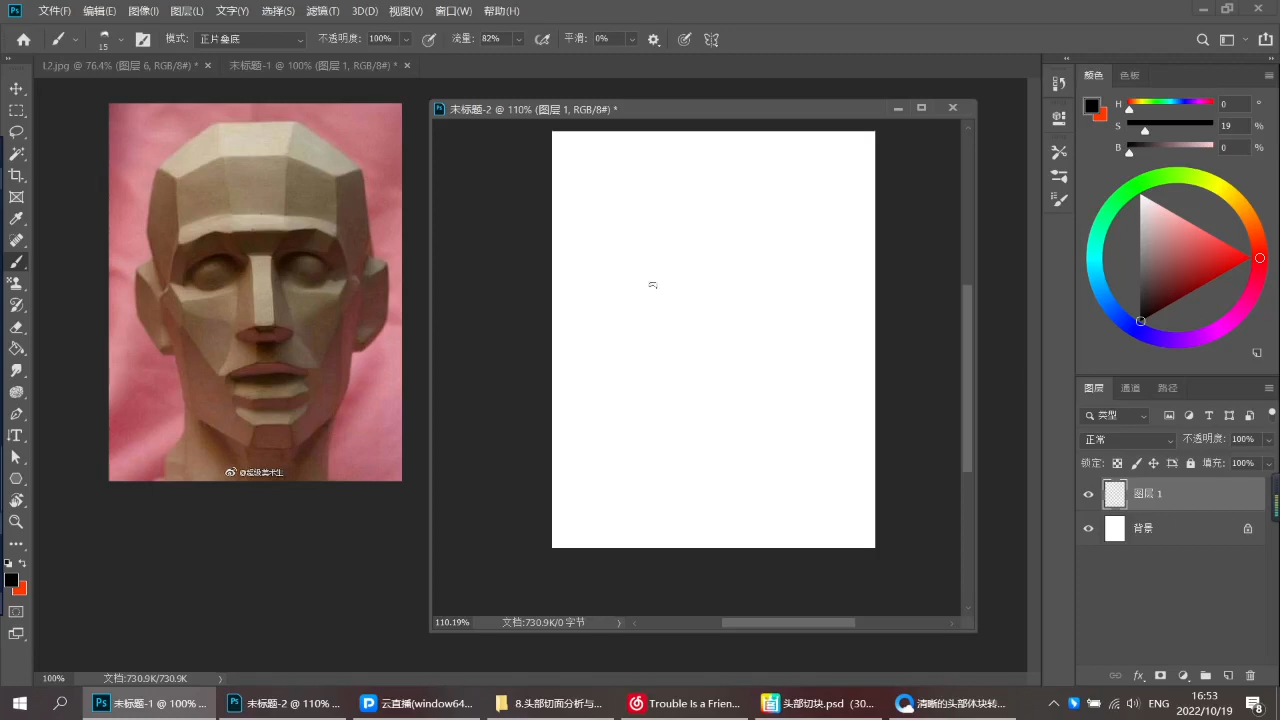 文件(F) 编辑(E) 图像(I) 图层(L) 文字(Y) 选择(S) 滤镜(T) 3D(D) 视图(V) 窗口(W) 帮助(H)
15 模式: 正片叠底 不透明度: 100% 流量: 82% 平滑: 0%
L2.jpg @ 76.4% (图层 6, RGB/8#) * × 未标题-1 @ 100% (图层 1, RGB/8#) * ×
颜色 色板
未标题-2 @ 110% (图层 1, RGB/8#) *
H 0 °
S 19 %
B 0 %
图层 通道 路径
类型
正常 不透明度: 100%
锁定: 填充: 100%
@超级美术生
图层 1
背景
110.19% 文档:730.9K/0 字节
100% 文档:730.9K/730.9K
未标题-1 @ 100% ... 未标题-2 @ 110% ... 云直播(window64... 8.头部切面分析与... Trouble Is a Frien... 头部切块.psd (30... 清晰的头部体块转... ENG 16:53
2022/10/19 8